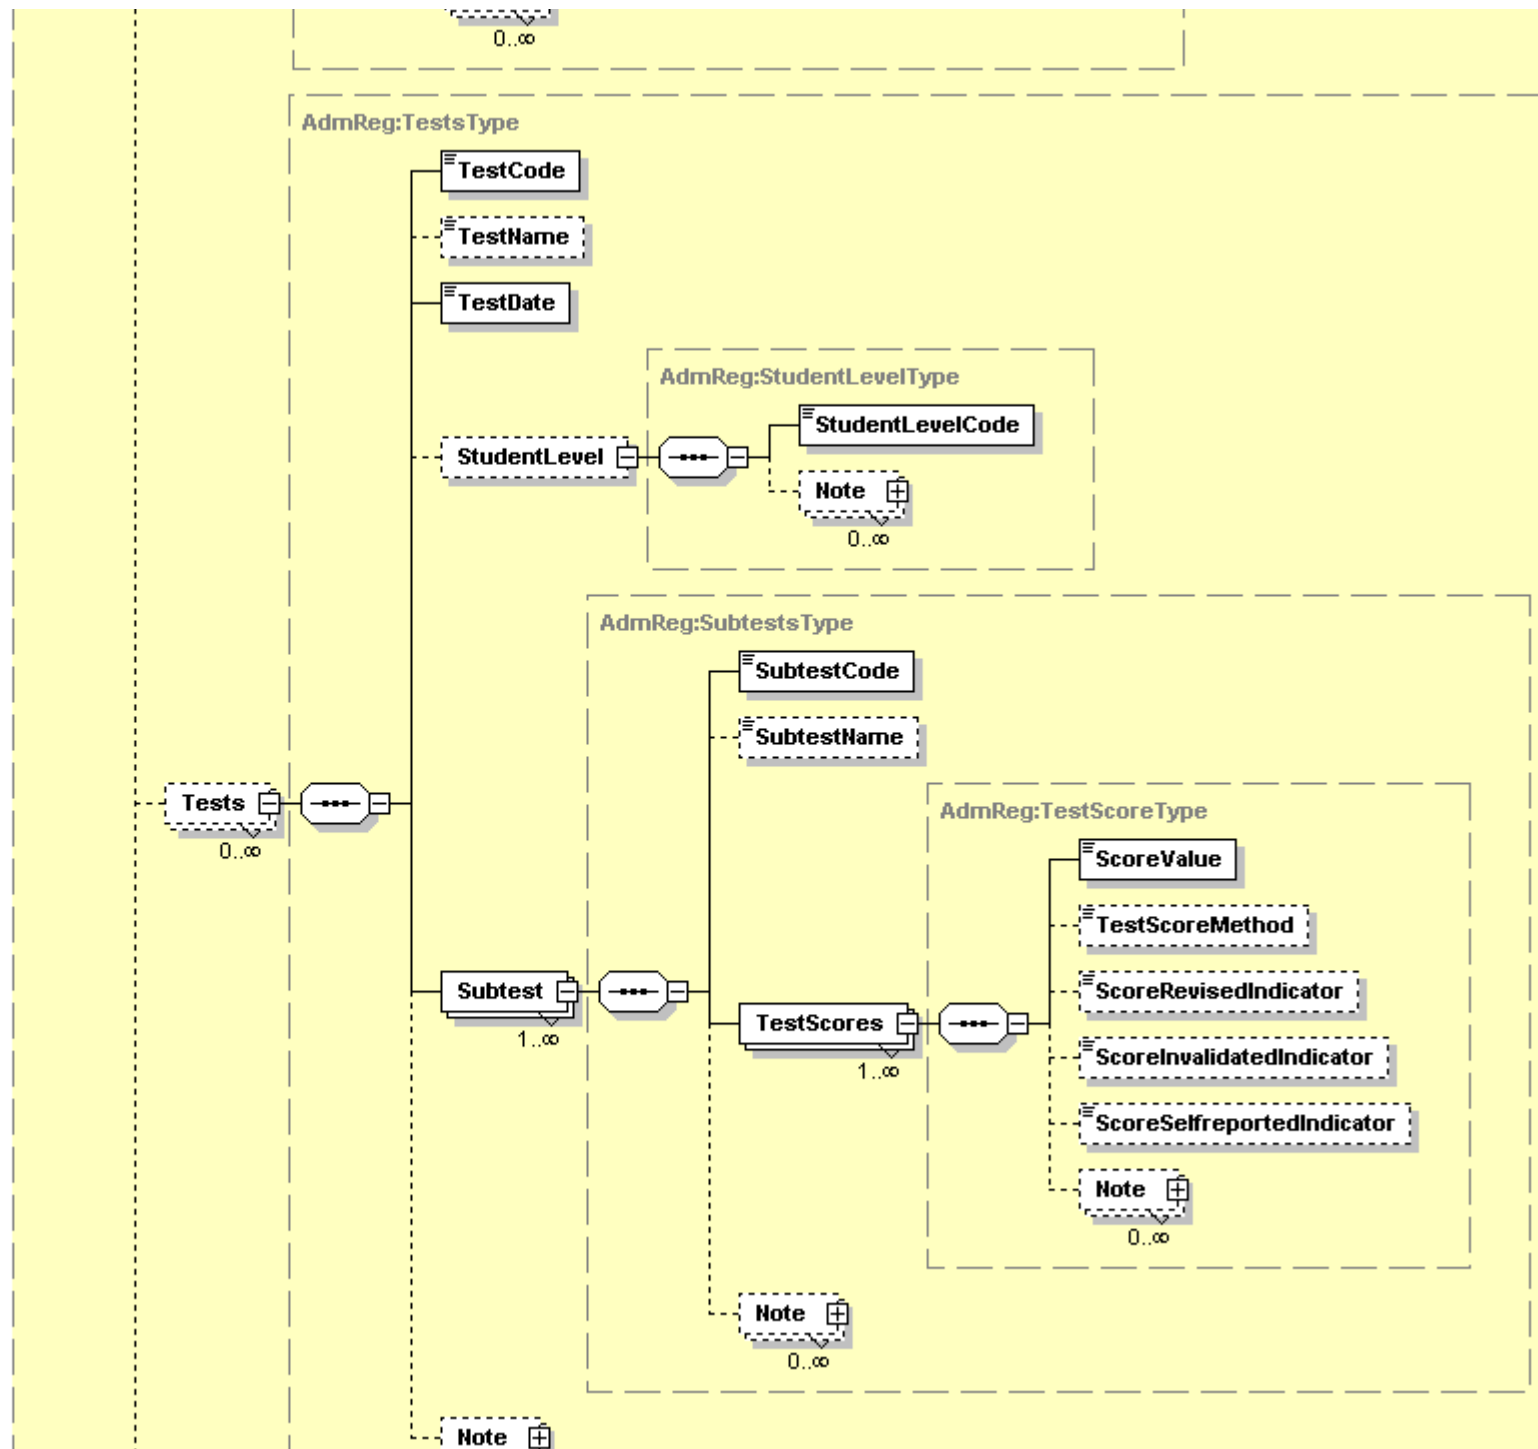 0..∞
AdmReg:TestsType
TestCode
TestName
TestDate
AdmReg:StudentLevelType
StudentLevelCode
StudentLevel
Note
0..∞
AdmReg:SubtestsType
SubtestCode
SubtestName
Tests
0..∞
AdmReg:TestScoreType
ScoreValue
TestScoreMethod
ScoreRevisedIndicator
Subtest
1..∞
TestScores
1..∞
ScoreInvalidatedIndicator
ScoreSelfreportedIndicator
Note
0..∞
Note
0..∞
Note